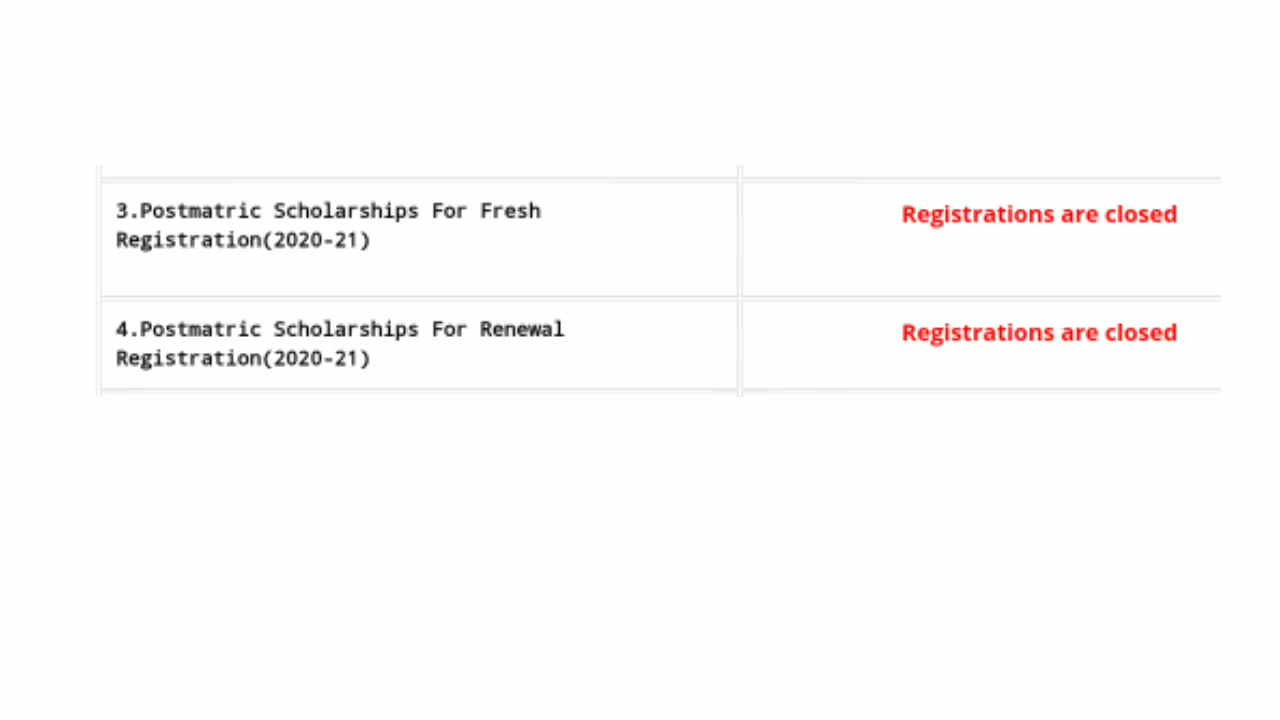 3.Postmatric Scholarships For Fresh
Registration(2020-21)
Registrations are closed
4.Postmatric Scholarships For Renewal
Registration(2020-21)
Registrations are closed